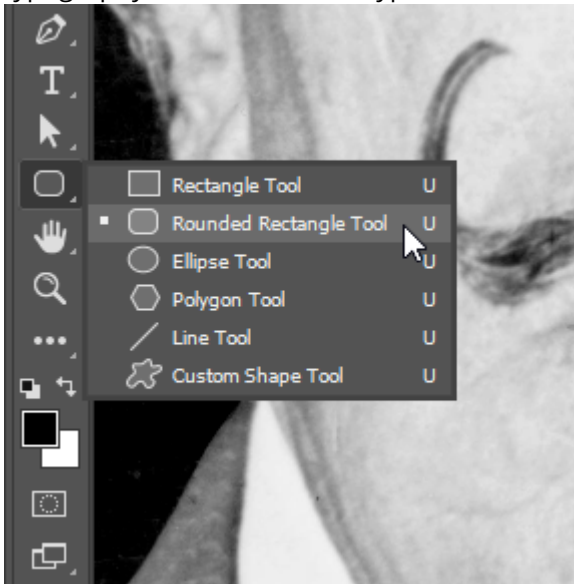 T
Rectangle Tool U
Rounded Rectangle Tool U
Ellipse Tool U
Polygon Tool U
Line Tool U
Custom Shape Tool U